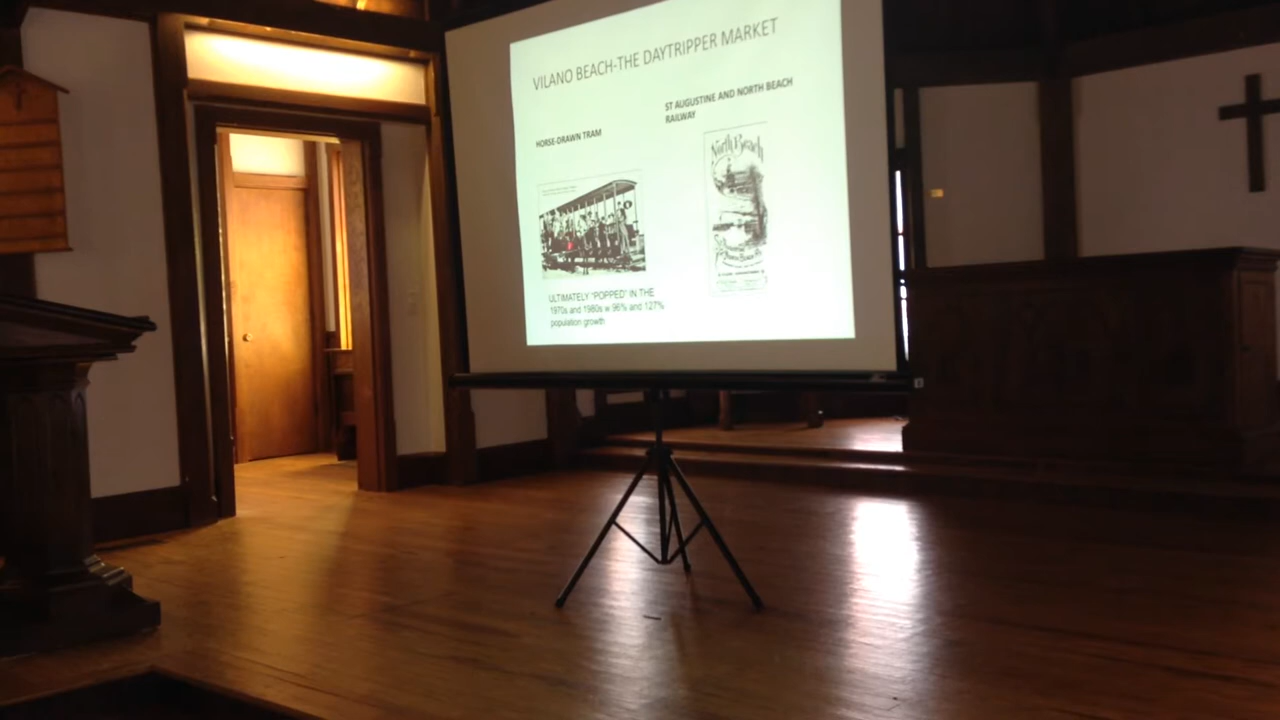 VILANO BEACH-THE DAYTRIPPER MARKET
HORSE-DRAWN TRAM
ST AUGUSTINE AND NORTH BEACH
RAILWAY
North Beach
ULTIMATELY "POPPED" IN THE
1970s and 1980s w 96% and 127%
population growth